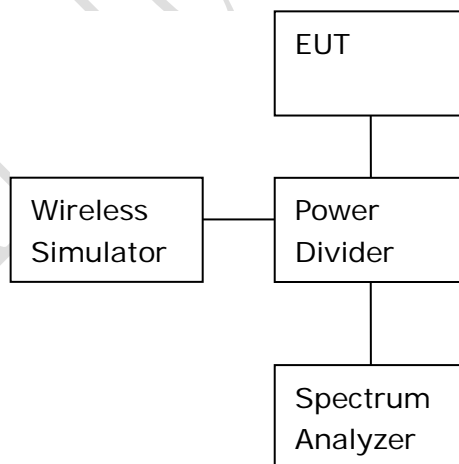 EUT
Wireless
Simulator
Power
Divider
Spectrum
Analyzer